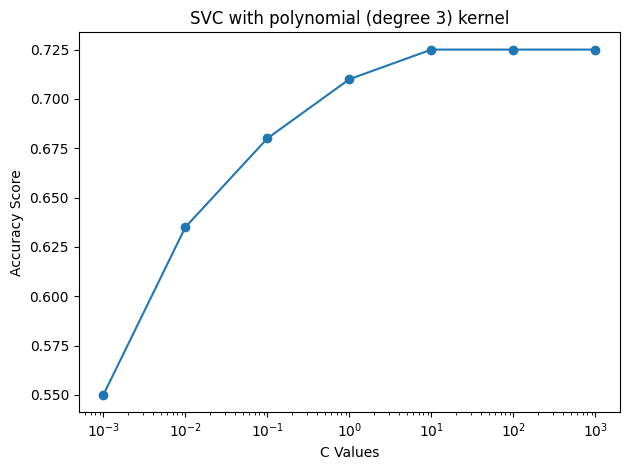 SVC with polynomial (degree 3) kernel
0.725
0.700
0.675
0.650
0.625
0.600
0.575
0.550
Accuracy Score
10⁻³ 10⁻² 10⁻¹ 10⁰ 10¹ 10² 10³
C Values